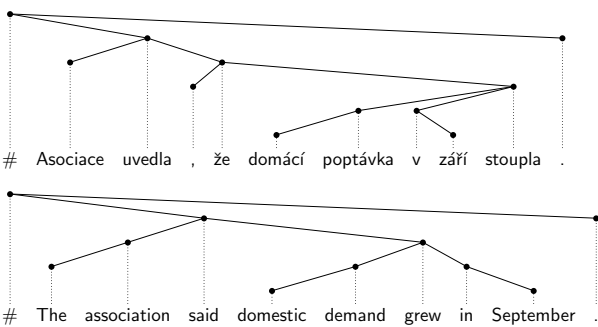 # Asociace uvedla , že domácí poptávka v září stoupla .
# The association said domestic demand grew in September .